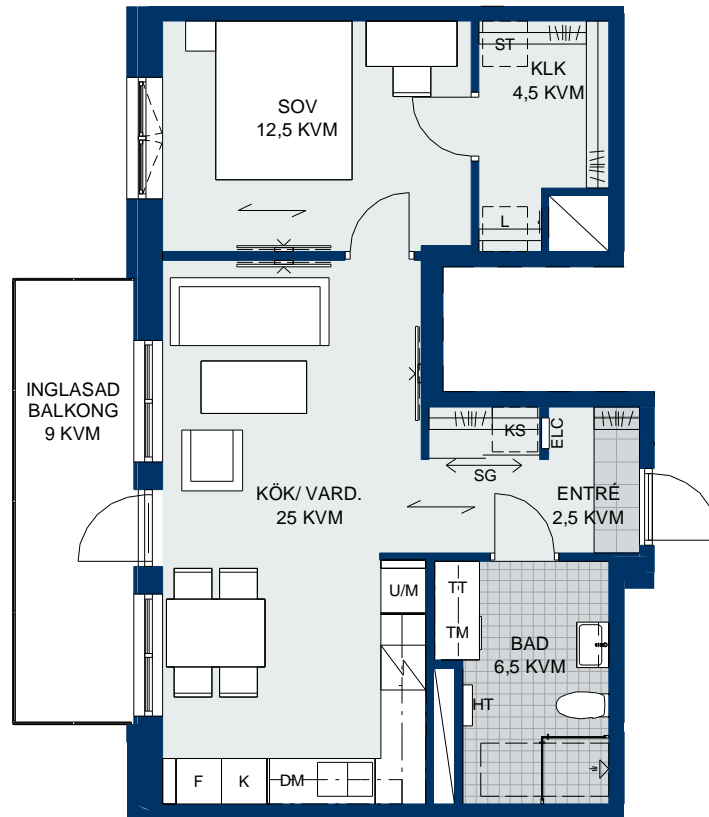 ST
KLK
4,5 KVM
SOV
12,5 KVM
L
INGLASAD
BALKONG
9 KVM
KS
ELC
SG
KÖK/ VARD.
25 KVM
ENTRÉ
2,5 KVM
U/M
TT
TM
BAD
6,5 KVM
HT
F
K
DM